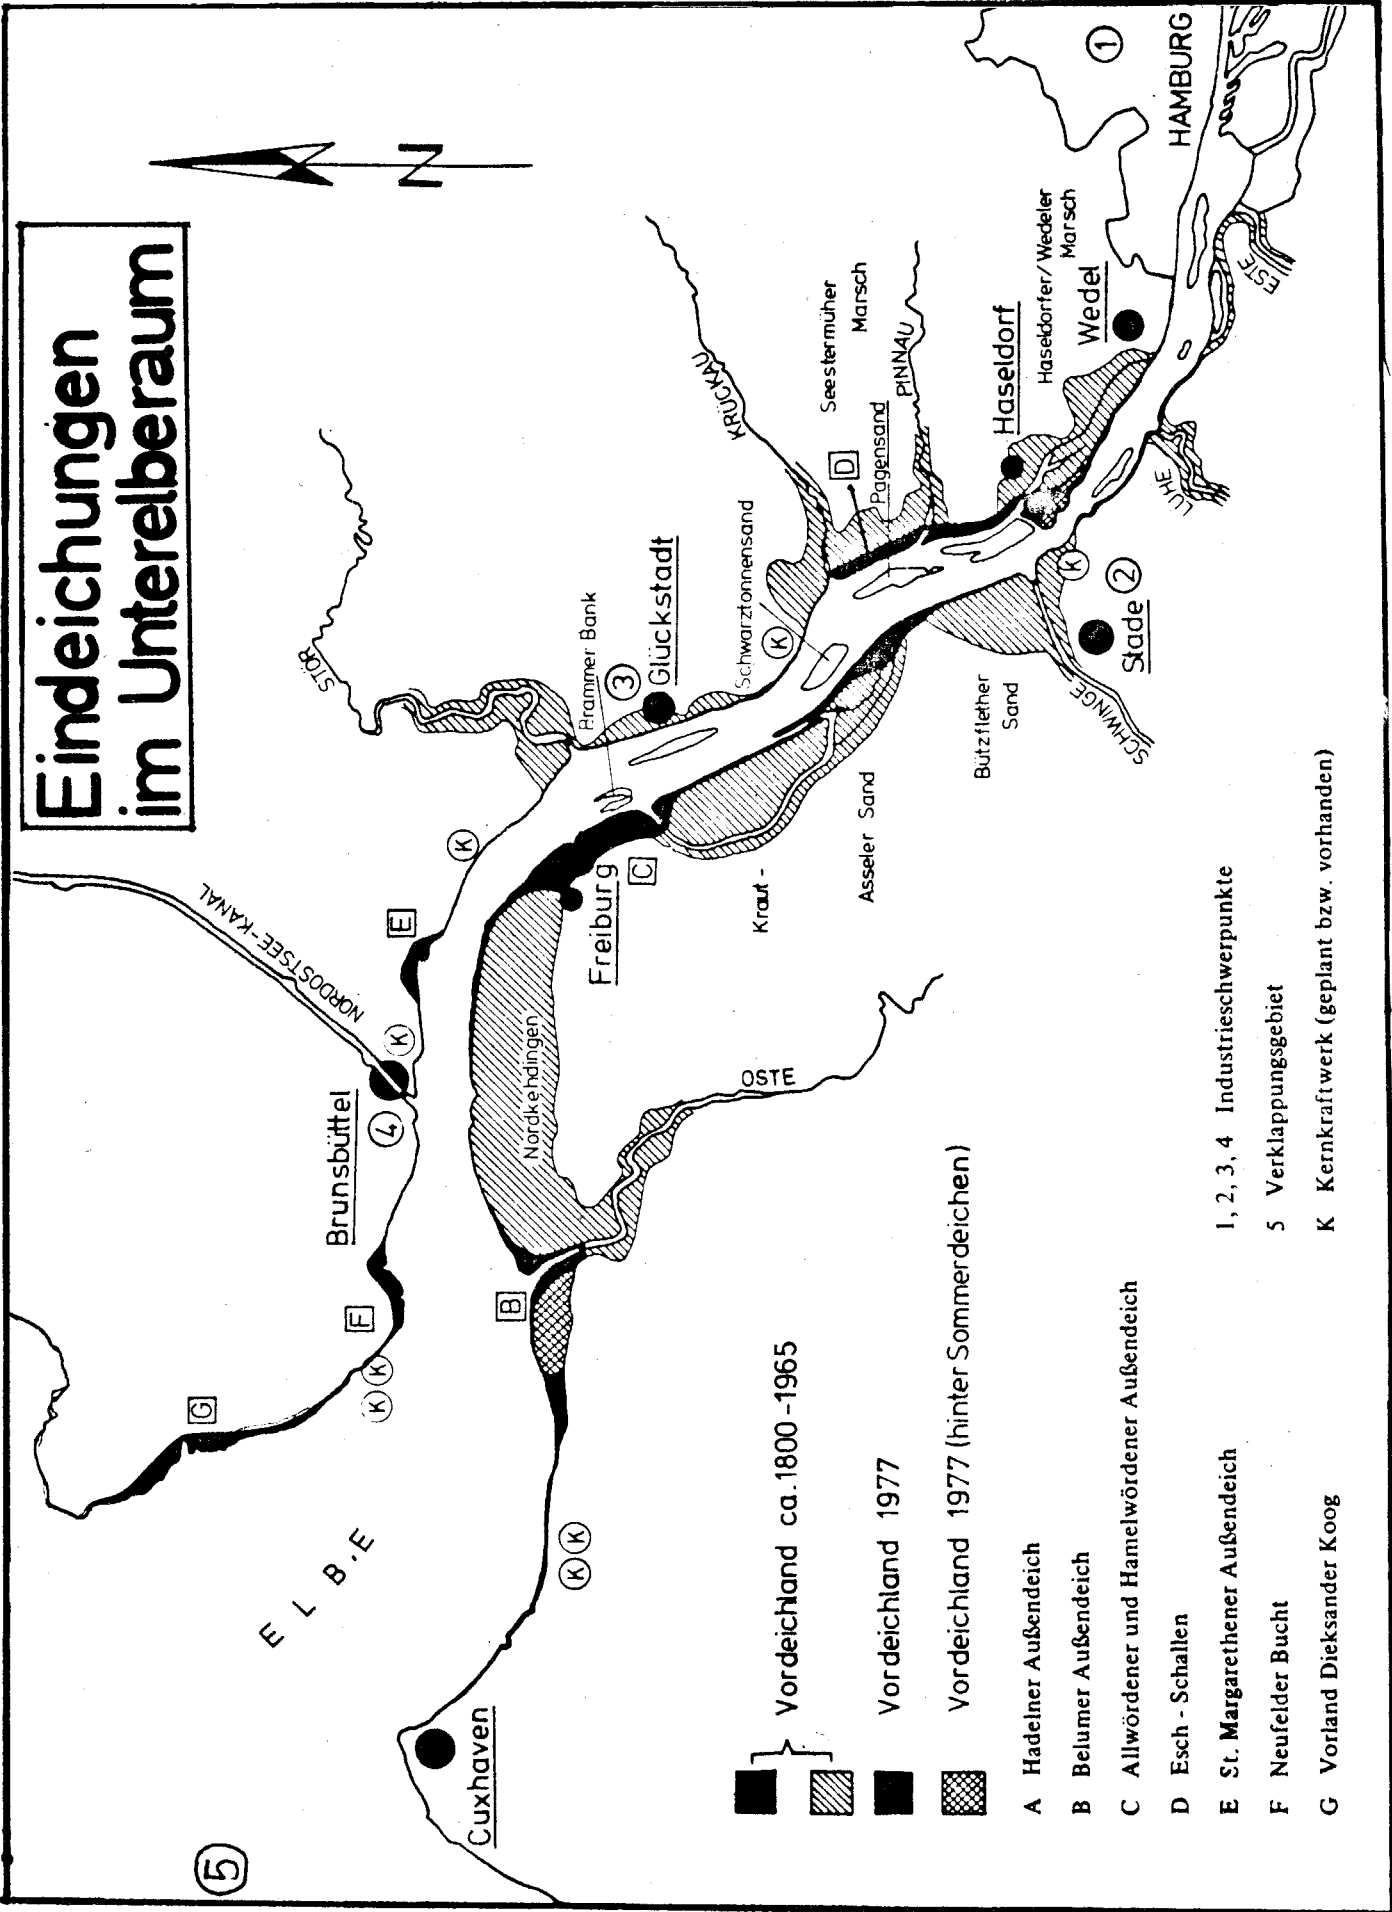 Eindeichungen
im Unterelberaum
N
NORDOSTSEE-KANAL
STÖR
KRÜCKAU
PINNAU
HAMBURG
1
G
F
K
K
Brunsbüttel
4
K
E
K
Brammer Bank
3
Glückstadt
Schwarztonnensand
K
D
Seestermüher
Marsch
Pagensand
Haseldorf
Haseldorfer/Wedeler
Marsch
Wedel
ESTE
LUHE
K
2
Stade
SCHWINGE
Bützflether
Sand
Asseler Sand
Kraut-
C
Freiburg
Nordkehdingen
OSTE
B
K
K
E L B E
Cuxhaven
5
Vordeichland ca. 1800-1965
Vordeichland 1977
Vordeichland 1977 (hinter Sommerdeichen)
A Hadelner Außendeich
B Belumer Außendeich
C Allwördener und Hamelwördener Außendeich
D Esch - Schallen
E St. Margarethener Außendeich
F Neufelder Bucht
G Vorland Dieksander Koog
1, 2, 3, 4 Industrieschwerpunkte
5 Verklappungsgebiet
K Kernkraftwerk (geplant bzw. vorhanden)